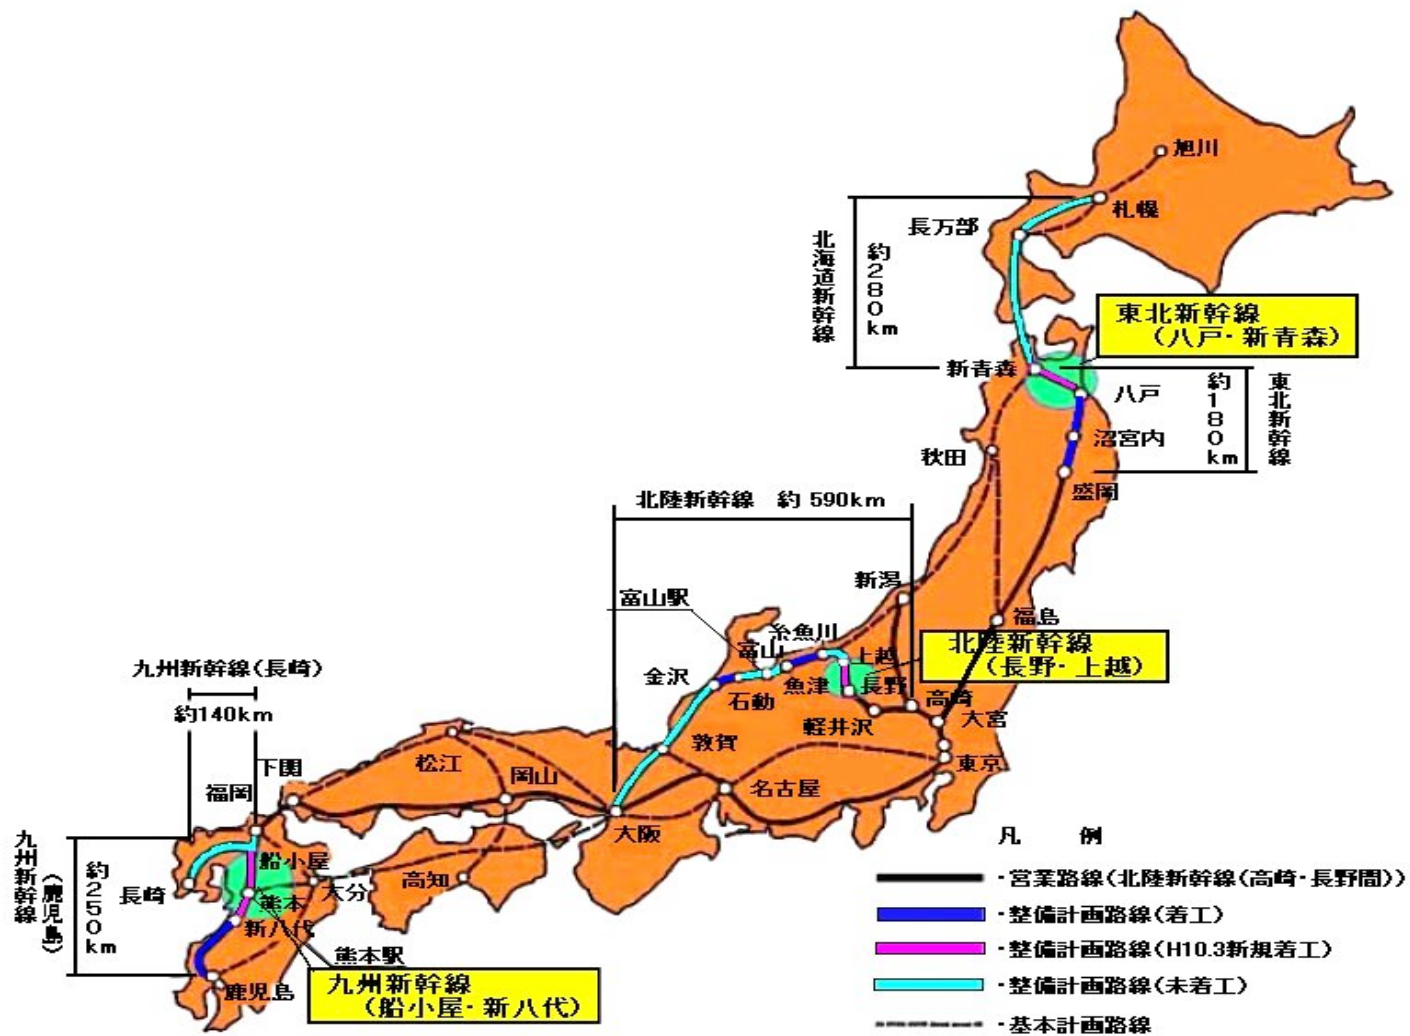 旭川
札幌
長万部
北海道新幹線
約280km
東北新幹線
(八戸・新青森)
新青森
八戸
約180km
東北新幹線
沼宮内
秋田
盛岡
北陸新幹線 約590km
新潟
富山駅
福島
糸魚川
北陸新幹線
(長野・上越)
富山
上越
九州新幹線(長崎)
金沢
石動
魚津
長野
高崎
約140km
軽井沢
大宮
敦賀
下関
松江
岡山
東京
福岡
名古屋
大阪
凡 例
九州新幹線(鹿児島)
約250km
船小屋
長崎
大分
高知
熊本
新八代
熊本駅
鹿児島
九州新幹線
(船小屋・新八代)
・営業路線(北陸新幹線(高崎・長野間))
・整備計画路線(着工)
・整備計画路線(H10.3新規着工)
・整備計画路線(未着工)
・基本計画路線